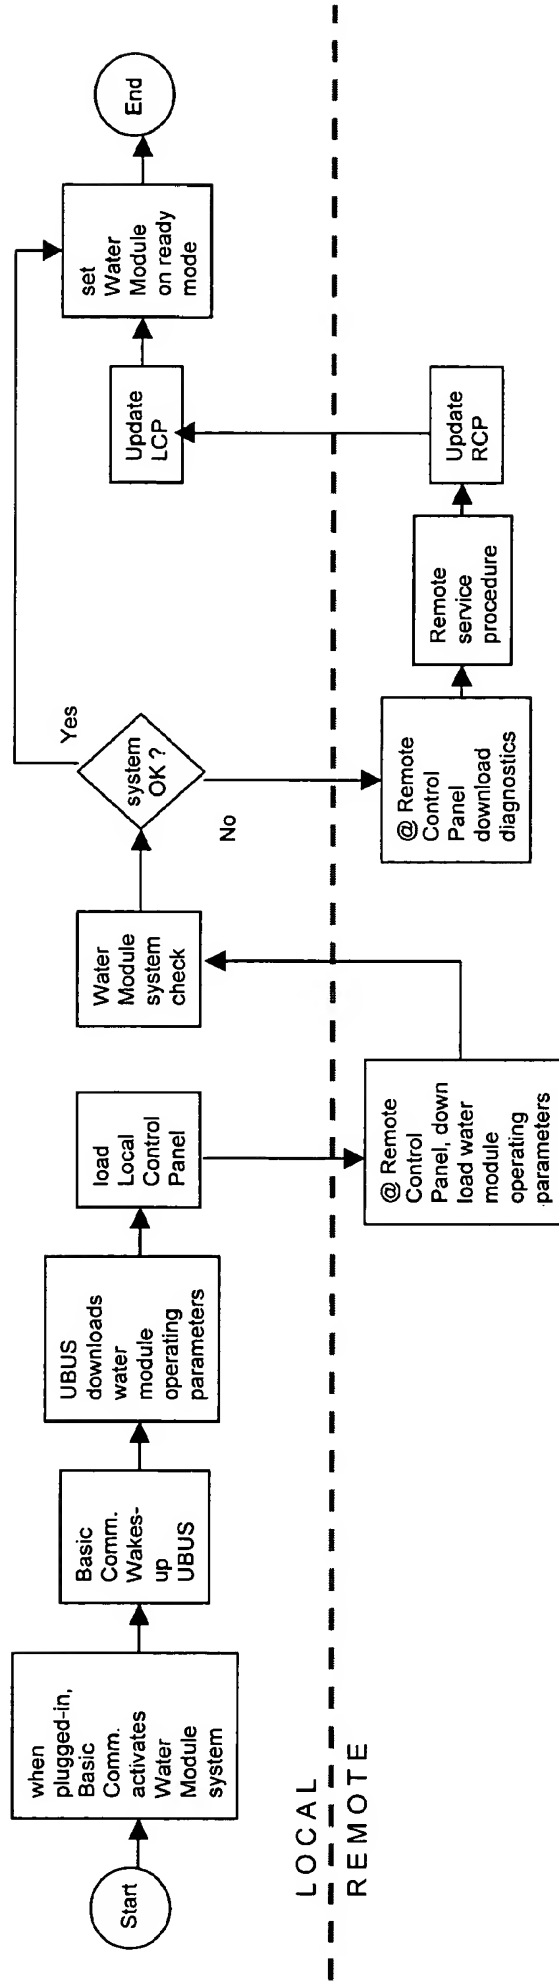 Start
when
plugged-in,
Basic
Comm.
activates
Water
Module
system
Basic
Comm.
Wakes-
up
UBUS
UBUS
downloads
water
module
operating
parameters
load
Local
Control
Panel
Water
Module
system
check
system
OK ?
Yes
No
Update
LCP
set
Water
Module
on ready
mode
End
LOCAL
REMOTE
@ Remote
Control
Panel, down
load water
module
operating
parameters
@ Remote
Control
Panel
download
diagnostics
Remote
service
procedure
Update
RCP